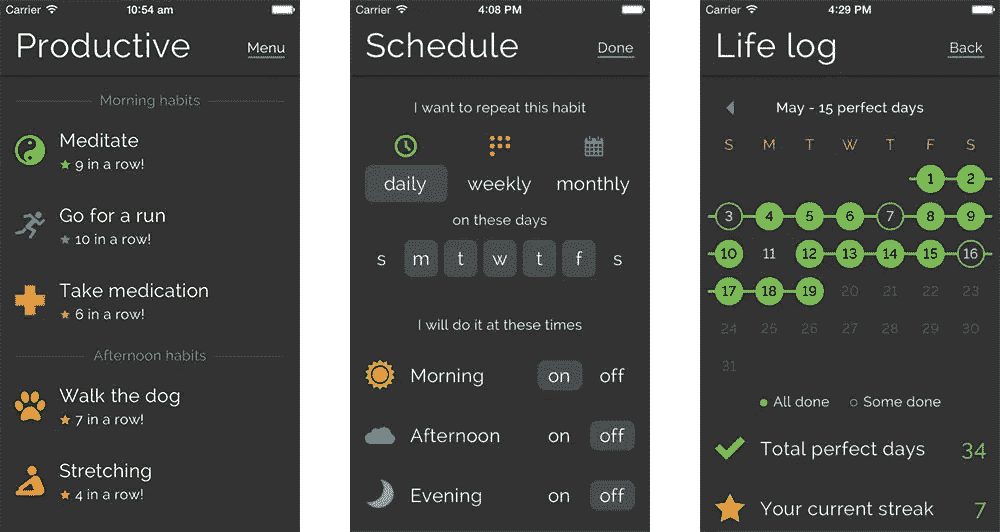 Carrier 10:54 am
Productive Menu
Morning habits
Meditate
9 in a row!
Go for a run
10 in a row!
Take medication
6 in a row!
Afternoon habits
Walk the dog
7 in a row!
Stretching
4 in a row!
Carrier 4:08 PM
Schedule Done
I want to repeat this habit
daily weekly monthly
on these days
s m t w t f s
I will do it at these times
Morning on off
Afternoon on off
Evening on off
Carrier 4:29 PM
Life log Back
May - 15 perfect days
S M T W T F S
1 2
3 4 5 6 7 8 9
10 11 12 13 14 15 16
17 18 19 20 21 22 23
24 25 26 27 28 29 30
31
All done Some done
Total perfect days 34
Your current streak 7